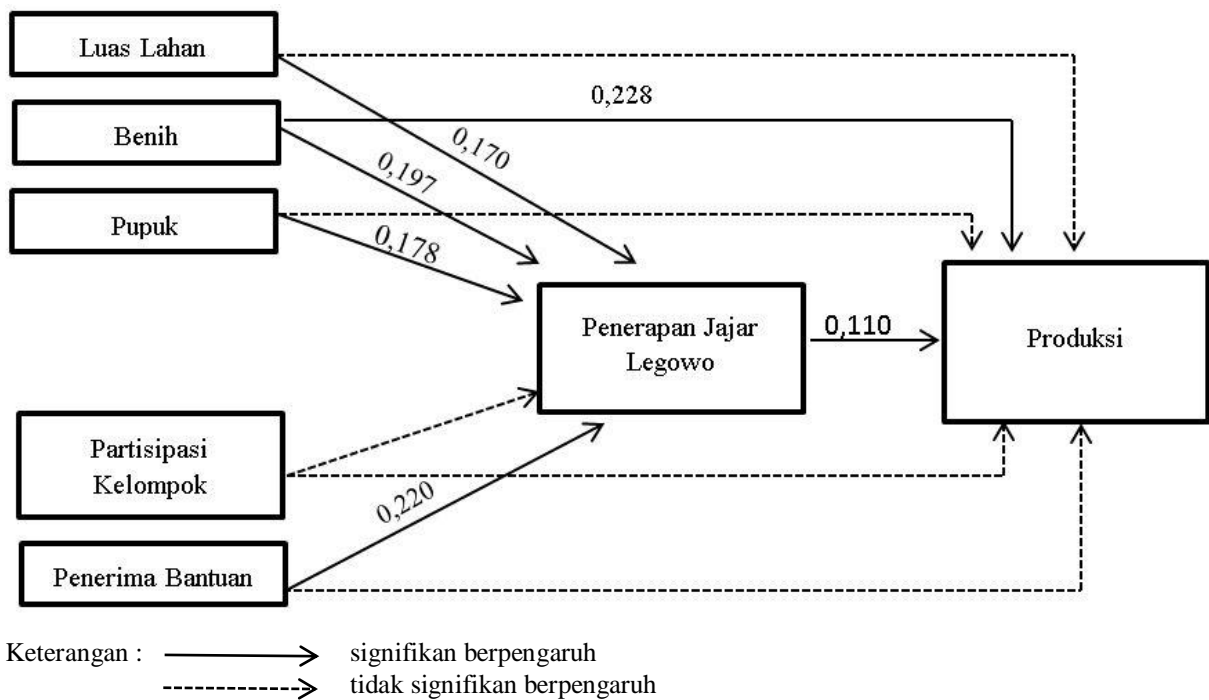 Luas Lahan
0,228
Benih
0,170
0,197
Pupuk
0,178
Penerapan Jajar
Legowo
0,110
Produksi
Partisipasi
Kelompok
0,220
Penerima Bantuan
Keterangan :
signifikan berpengaruh
tidak signifikan berpengaruh